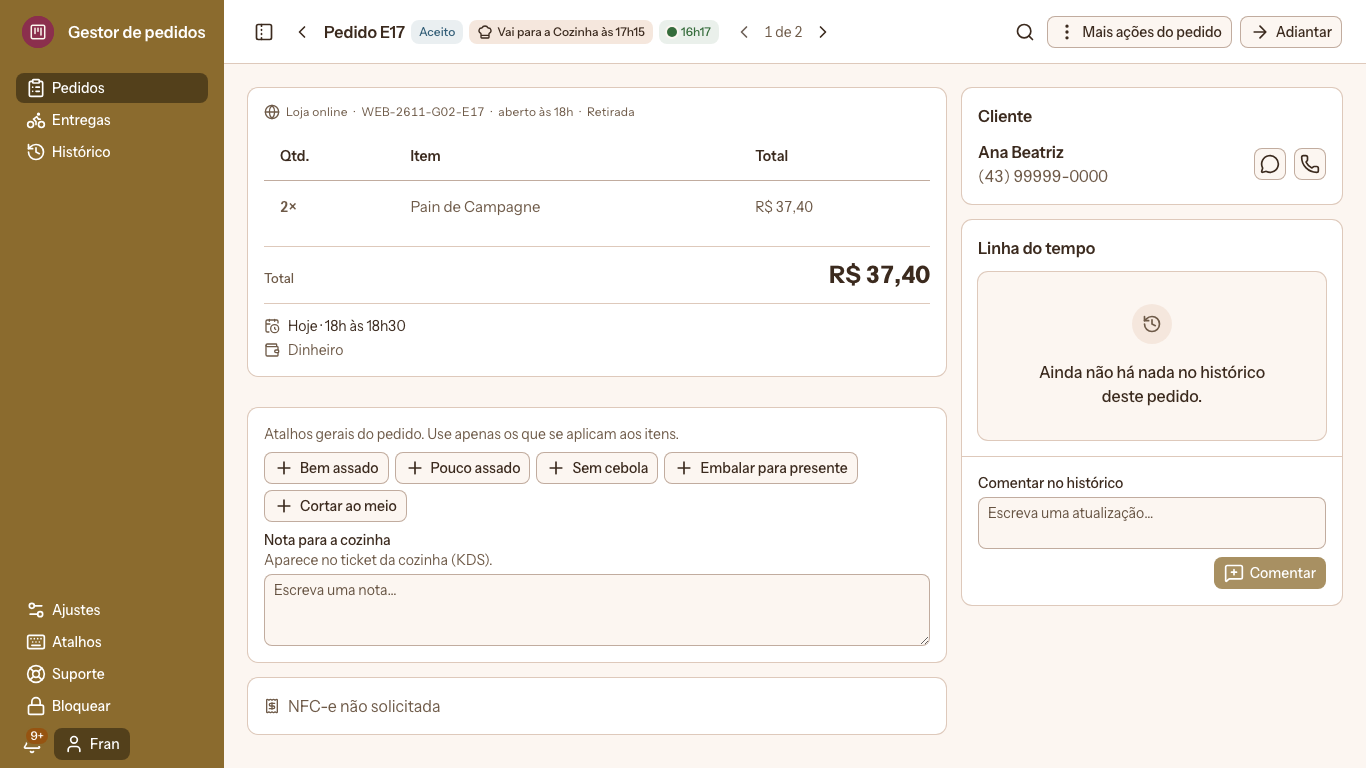 Gestor de pedidos
Pedidos
Entregas
Histórico
Ajustes
Atalhos
Suporte
Bloquear
9+
Fran
Pedido E17
Aceito
Vai para a Cozinha às 17h15
16h17
1 de 2
Mais ações do pedido
Adiantar
Loja online · WEB-2611-G02-E17 · aberto às 18h · Retirada
Qtd. Item Total
2× Pain de Campagne R$ 37,40
Total R$ 37,40
Hoje · 18h às 18h30
Dinheiro
Atalhos gerais do pedido. Use apenas os que se aplicam aos itens.
Bem assado Pouco assado Sem cebola Embalar para presente
Cortar ao meio
Nota para a cozinha
Aparece no ticket da cozinha (KDS).
Escreva uma nota...
NFC-e não solicitada
Cliente
Ana Beatriz
(43) 99999-0000
Linha do tempo
Ainda não há nada no histórico
deste pedido.
Comentar no histórico
Escreva uma atualização...
Comentar